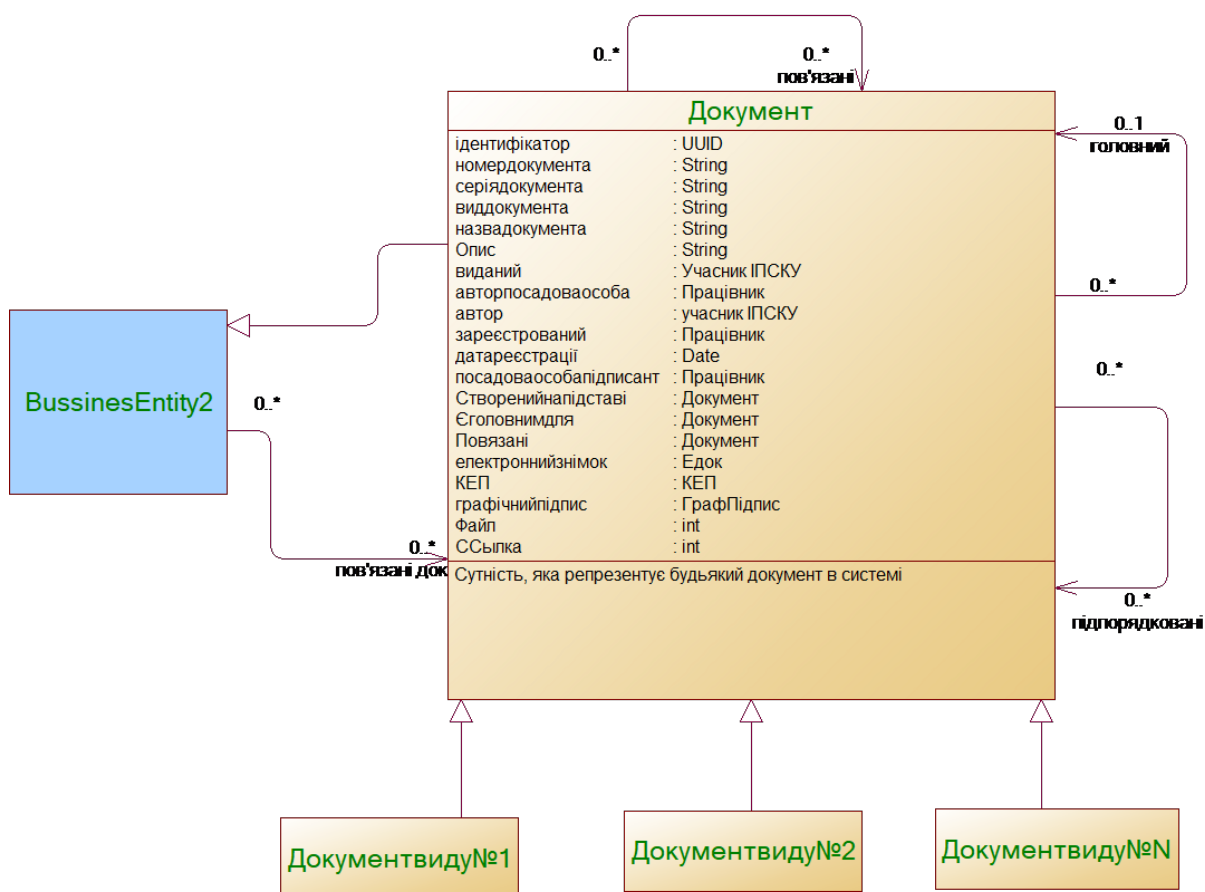 0..*
0..*
пов'язані
Документ
0..1
головний
ідентифікатор : UUID
номердокумента : String
серіядокумента : String
виддокумента : String
назвадокумента : String
Опис : String
виданий : Учасник ІПСКУ
авторпосадоваособа : Працівник
автор : учасник ІПСКУ
зареєстрований : Працівник
датареєстрації : Date
посадоваособапідписант : Працівник
Створенийнапідставі : Документ
Єголовнимдля : Документ
Повязані : Документ
електроннийзнімок : Едок
КЕП : КЕП
графічнийпідпис : ГрафПідпис
Файл : int
ССылка : int
0..*
0..*
BussinesEntity2
0..*
0..*
пов'язані док
Сутність, яка репрезентує будьякий документ в системі
0..*
підпорядковані
Документвиду№1
Документвиду№2
Документвиду№N